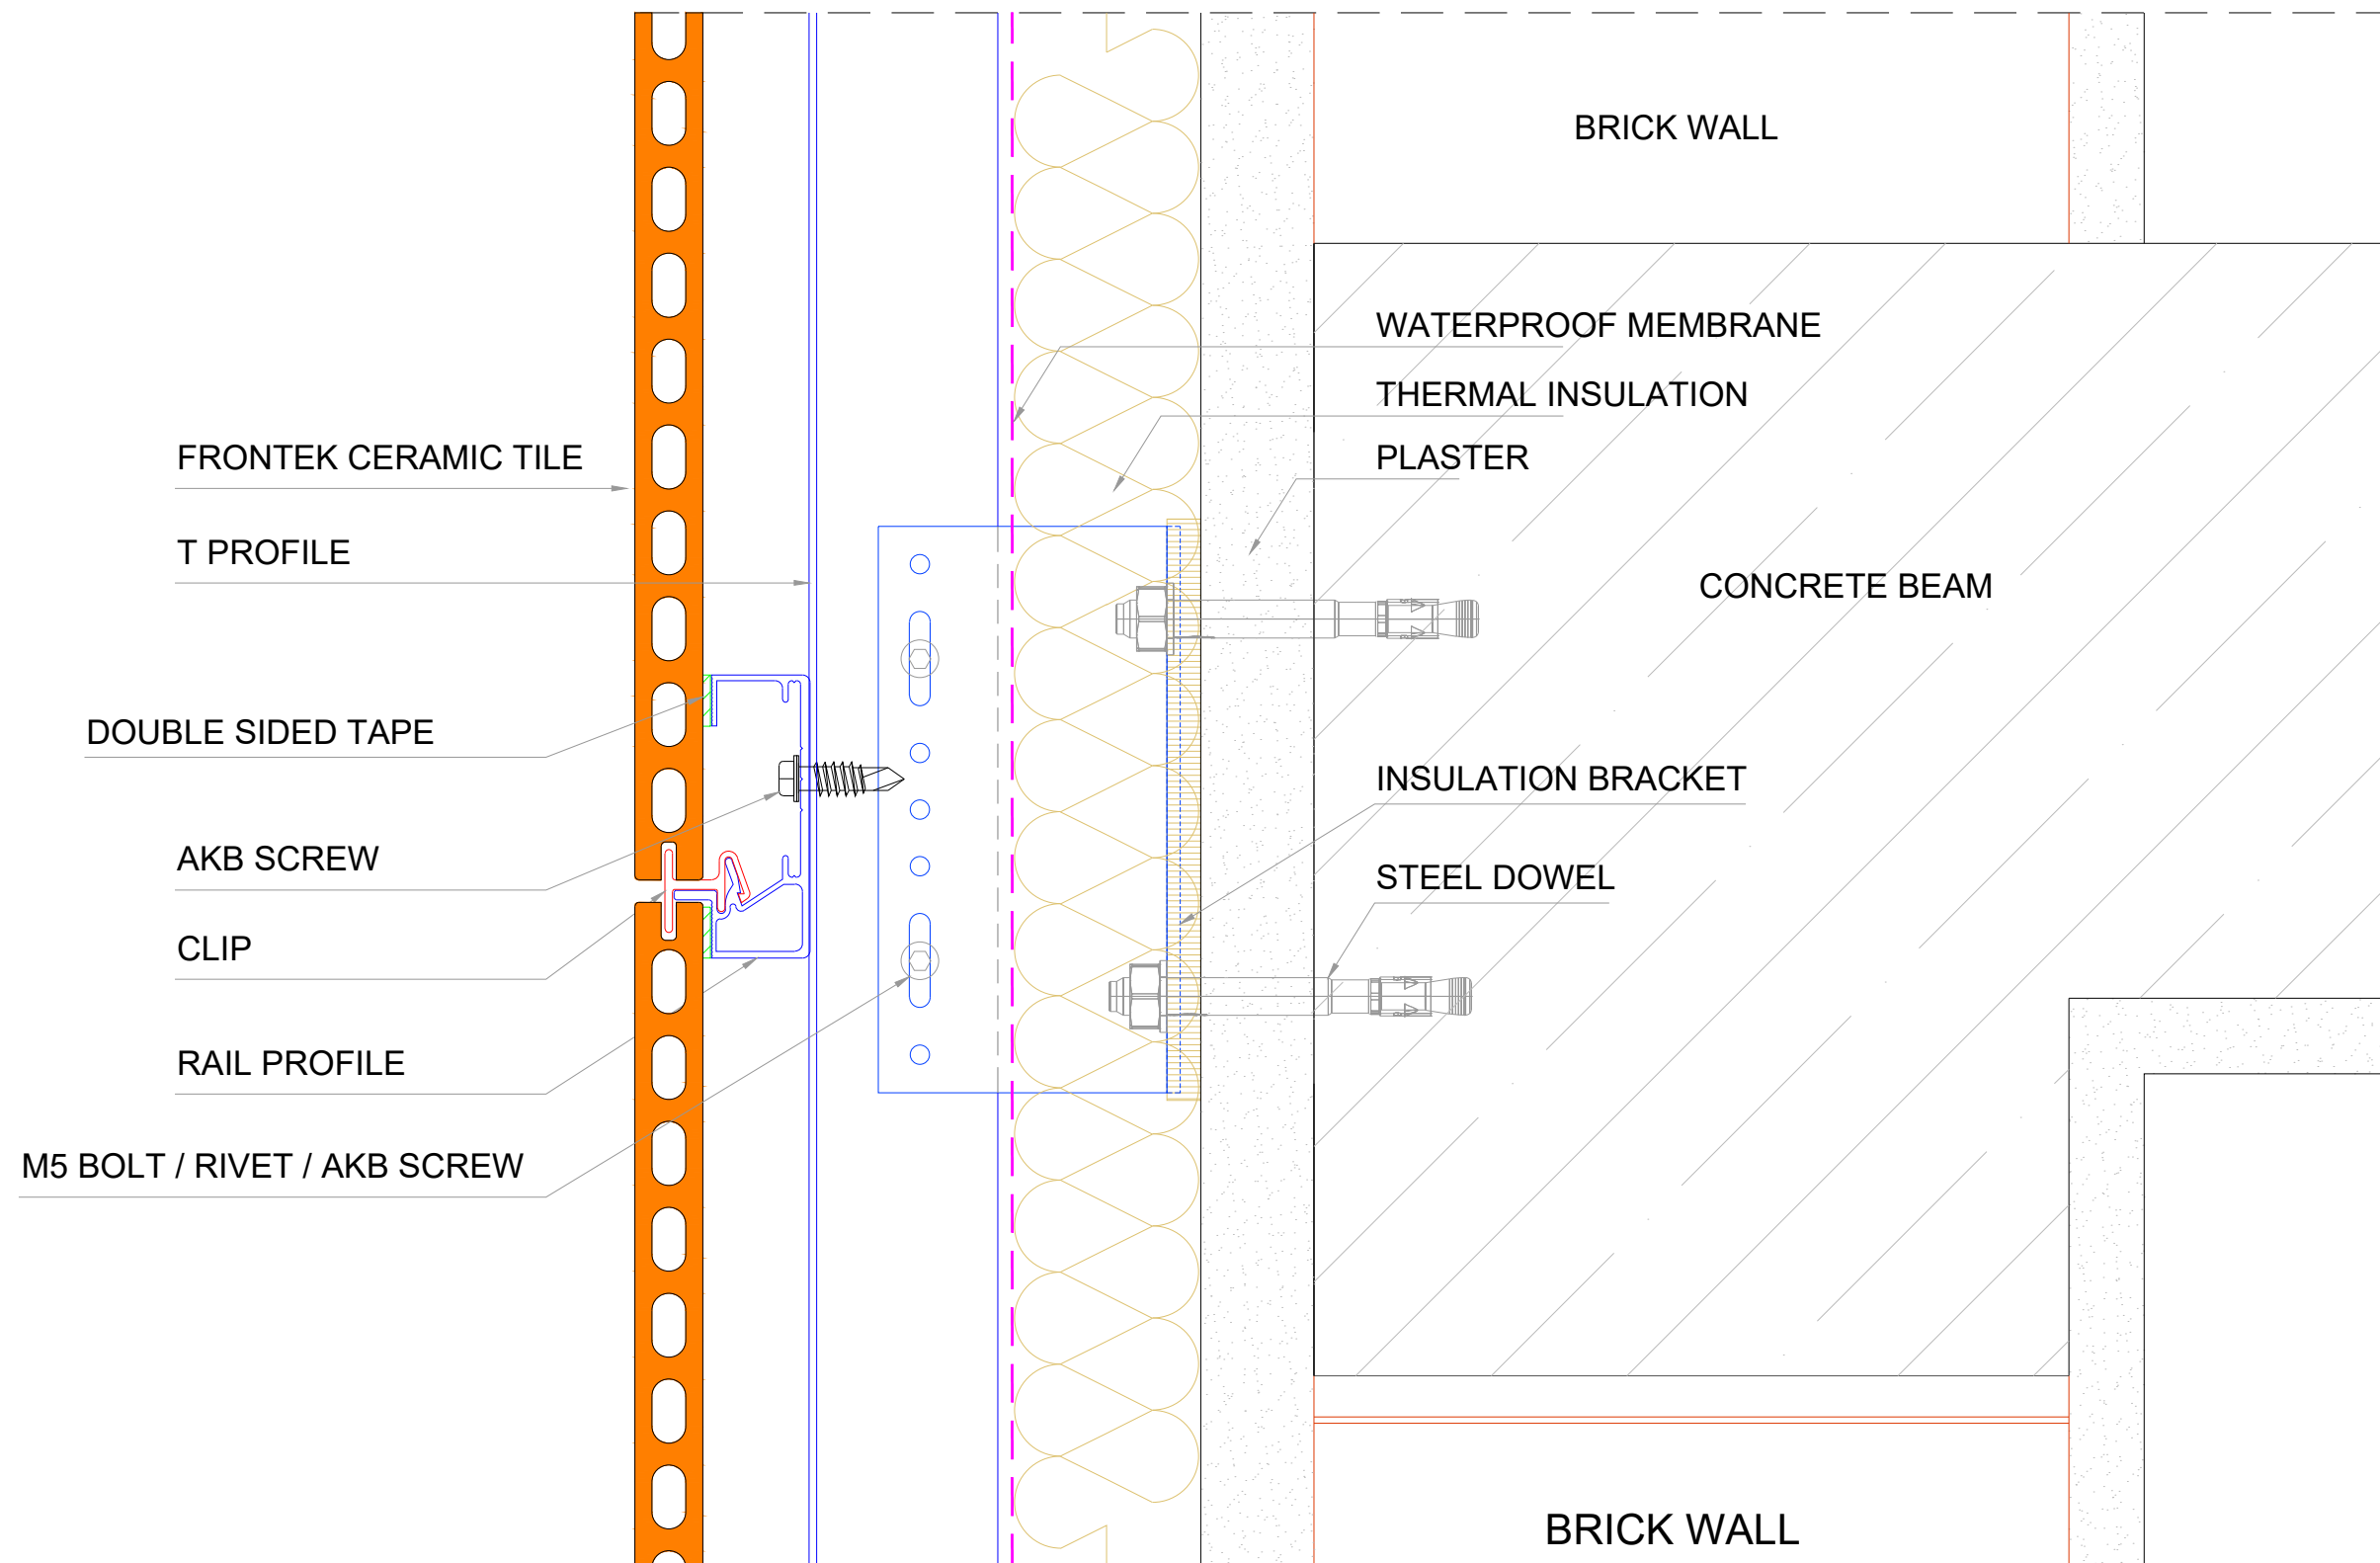 BRICK WALL
WATERPROOF MEMBRANE
THERMAL INSULATION
PLASTER
FRONTEK CERAMIC TILE
T PROFILE
CONCRETE BEAM
DOUBLE SIDED TAPE
INSULATION BRACKET
AKB SCREW
STEEL DOWEL
CLIP
RAIL PROFILE
M5 BOLT / RIVET / AKB SCREW
BRICK WALL